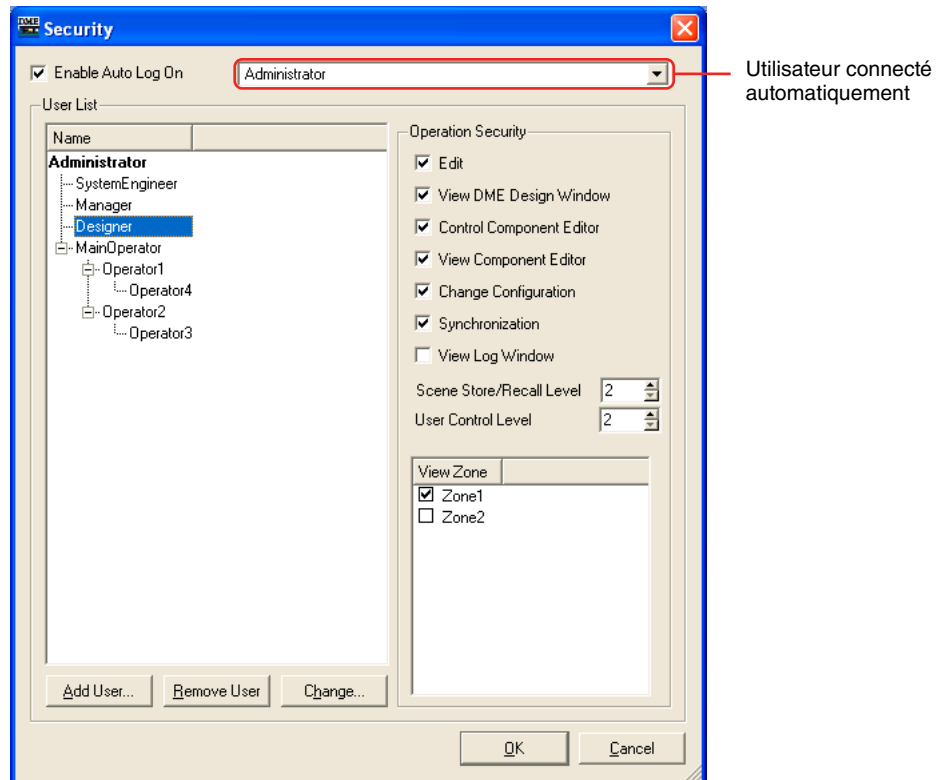 DME
Security
Enable Auto Log On
Administrator
Utilisateur connecté
automatiquement
User List
Name
Administrator
SystemEngineer
Manager
Designer
MainOperator
Operator1
Operator4
Operator2
Operator3
Operation Security
Edit
View DME Design Window
Control Component Editor
View Component Editor
Change Configuration
Synchronization
View Log Window
Scene Store/Recall Level 2
User Control Level 2
View Zone
Zone1
Zone2
Add User...
Remove User
Change...
OK
Cancel